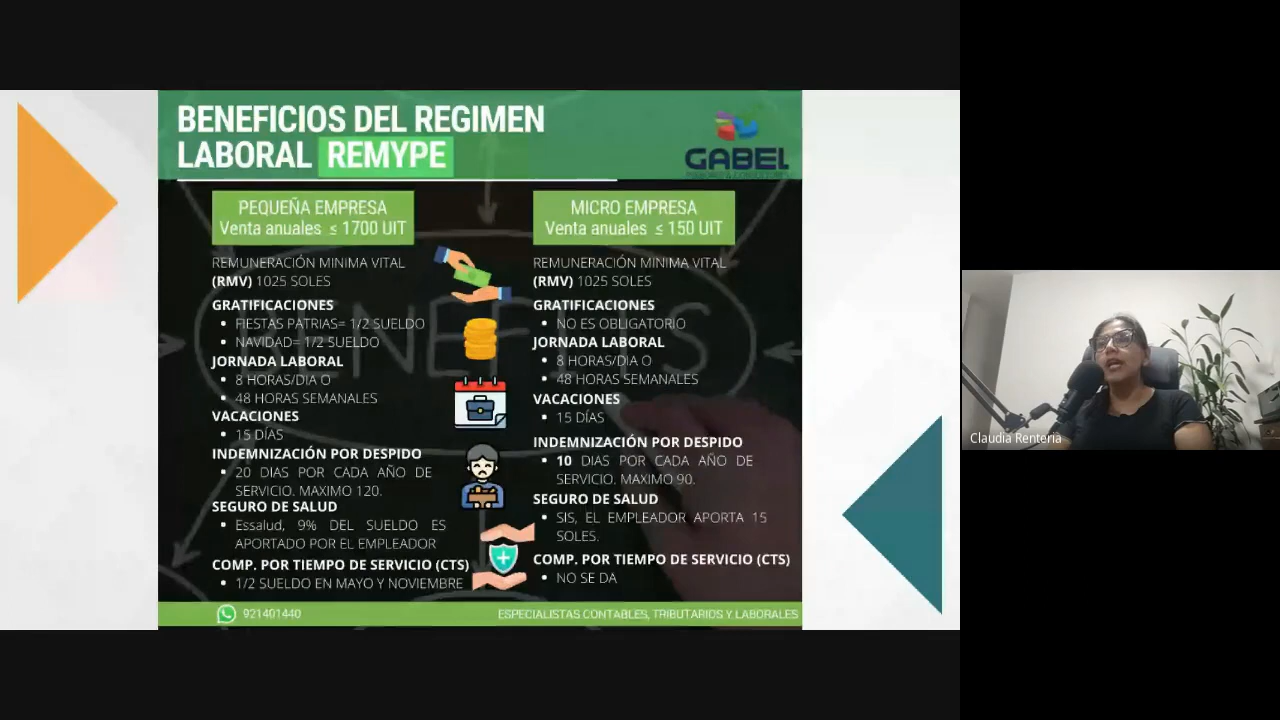 BENEFICIOS DEL REGIMEN
LABORAL REMYPE
GABEL
PEQUEÑA EMPRESA
Venta anuales ≤ 1700 UIT
REMUNERACIÓN MINIMA VITAL
(RMV) 1025 SOLES
GRATIFICACIONES
▪ FIESTAS PATRIAS= 1/2 SUELDO
▪ NAVIDAD= 1/2 SUELDO
JORNADA LABORAL
▪ 8 HORAS/DIA O
▪ 48 HORAS SEMANALES
VACACIONES
▪ 15 DÍAS
INDEMNIZACIÓN POR DESPIDO
▪ 20 DIAS POR CADA AÑO DE
SERVICIO. MAXIMO 120.
SEGURO DE SALUD
▪ Essalud, 9% DEL SUELDO ES
APORTADO POR EL EMPLEADOR
COMP. POR TIEMPO DE SERVICIO (CTS)
▪ 1/2 SUELDO EN MAYO Y NOVIEMBRE
MICRO EMPRESA
Venta anuales ≤ 150 UIT
REMUNERACIÓN MINIMA VITAL
(RMV) 1025 SOLES
GRATIFICACIONES
▪ NO ES OBLIGATORIO
JORNADA LABORAL
▪ 8 HORAS/DIA O
▪ 48 HORAS SEMANALES
VACACIONES
▪ 15 DÍAS
INDEMNIZACIÓN POR DESPIDO
▪ 10 DIAS POR CADA AÑO DE
SERVICIO. MAXIMO 90.
SEGURO DE SALUD
▪ SIS, EL EMPLEADOR APORTA 15
SOLES.
COMP. POR TIEMPO DE SERVICIO (CTS)
▪ NO SE DA
921401440
ESPECIALISTAS CONTABLES, TRIBUTARIOS Y LABORALES
Claudia Renteria